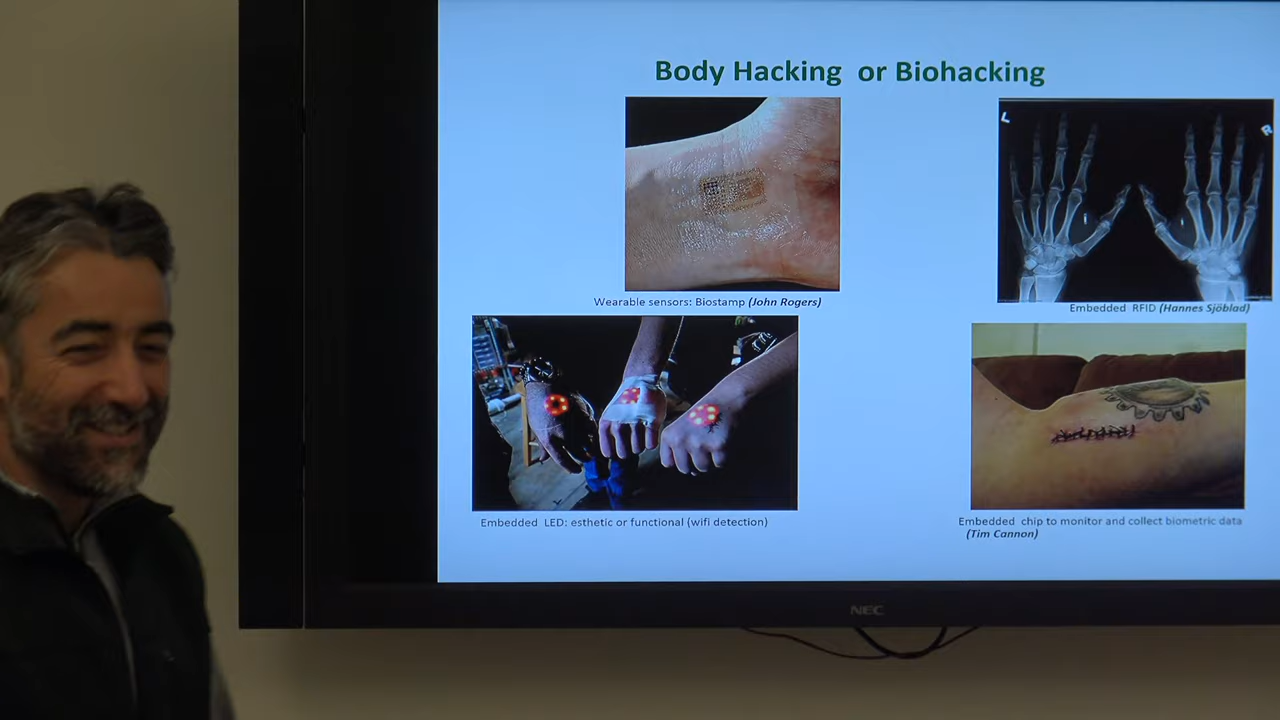 Body Hacking or Biohacking
L
R
Wearable sensors: Biostamp (John Rogers)
Embedded RFID (Hannes Sjöblad)
Embedded LED: esthetic or functional (wifi detection)
Embedded chip to monitor and collect biometric data
(Tim Cannon)
NEC